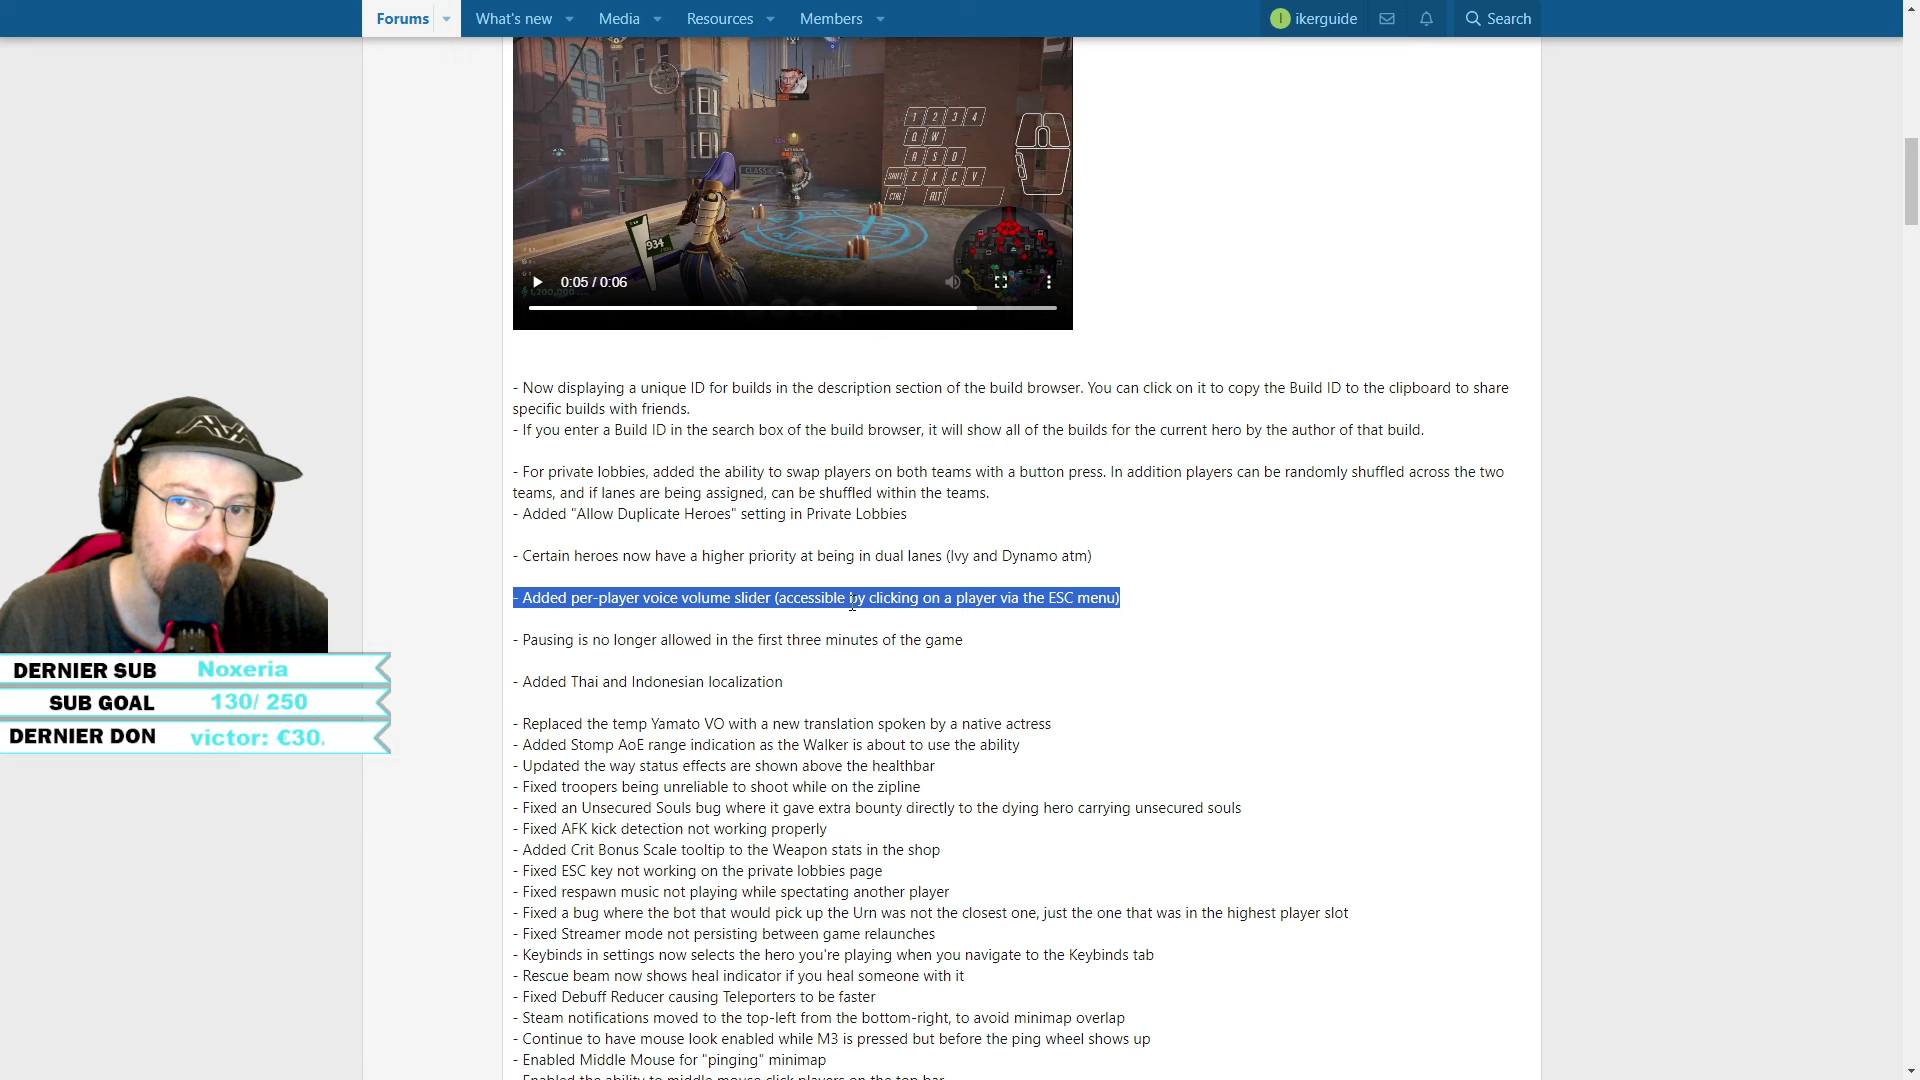 Forums
What's new
Media
Resources
Members
ikerguide
Search
1 2 3 4
Q W
A S D
SHIFT Z X C V
CTRL ALT
CLASSIC
934
1,200,000
0:05 / 0:06
- Now displaying a unique ID for builds in the description section of the build browser. You can click on it to copy the Build ID to the clipboard to share
specific builds with friends.
- If you enter a Build ID in the search box of the build browser, it will show all of the builds for the current hero by the author of that build.
- For private lobbies, added the ability to swap players on both teams with a button press. In addition players can be randomly shuffled across the two
teams, and if lanes are being assigned, can be shuffled within the teams.
- Added "Allow Duplicate Heroes" setting in Private Lobbies
- Certain heroes now have a higher priority at being in dual lanes (Ivy and Dynamo atm)
- Added per-player voice volume slider (accessible by clicking on a player via the ESC menu)
- Pausing is no longer allowed in the first three minutes of the game
- Added Thai and Indonesian localization
- Replaced the temp Yamato VO with a new translation spoken by a native actress
- Added Stomp AoE range indication as the Walker is about to use the ability
- Updated the way status effects are shown above the healthbar
- Fixed troopers being unreliable to shoot while on the zipline
- Fixed an Unsecured Souls bug where it gave extra bounty directly to the dying hero carrying unsecured souls
- Fixed AFK kick detection not working properly
- Added Crit Bonus Scale tooltip to the Weapon stats in the shop
- Fixed ESC key not working on the private lobbies page
- Fixed respawn music not playing while spectating another player
- Fixed a bug where the bot that would pick up the Urn was not the closest one, just the one that was in the highest player slot
- Fixed Streamer mode not persisting between game relaunches
- Keybinds in settings now selects the hero you're playing when you navigate to the Keybinds tab
- Rescue beam now shows heal indicator if you heal someone with it
- Fixed Debuff Reducer causing Teleporters to be faster
- Steam notifications moved to the top-left from the bottom-right, to avoid minimap overlap
- Continue to have mouse look enabled while M3 is pressed but before the ping wheel shows up
- Enabled Middle Mouse for "pinging" minimap
- Enabled the ability to middle mouse click players on the top bar
DERNIER SUB Noxeria
SUB GOAL 130/ 250
DERNIER DON victor: €30.